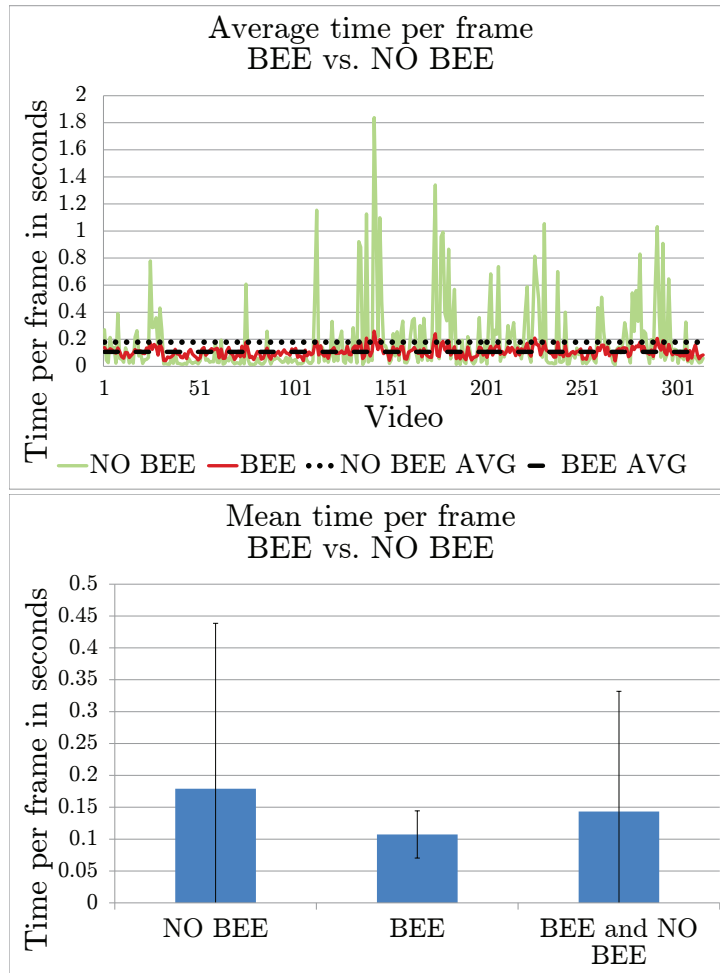 Average time per frame
BEE vs. NO BEE
Time per frame in seconds
2
1.8
1.6
1.4
1.2
1
0.8
0.6
0.4
0.2
0
1 51 101 151 201 251 301
Video
NO BEE BEE NO BEE AVG BEE AVG
Mean time per frame
BEE vs. NO BEE
Time per frame in seconds
0.5
0.45
0.4
0.35
0.3
0.25
0.2
0.15
0.1
0.05
0
NO BEE BEE BEE and NO
BEE